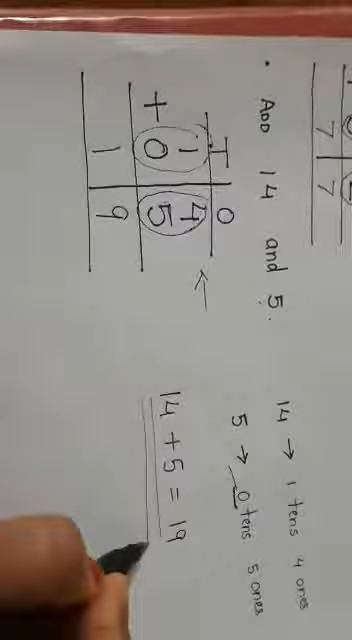 7 7
• ADD 14 and 5.
T O
1 4
+ 0 5
1 9
14 → 1 tens 4 ones
5 → 0 tens 5 ones
14 + 5 = 19